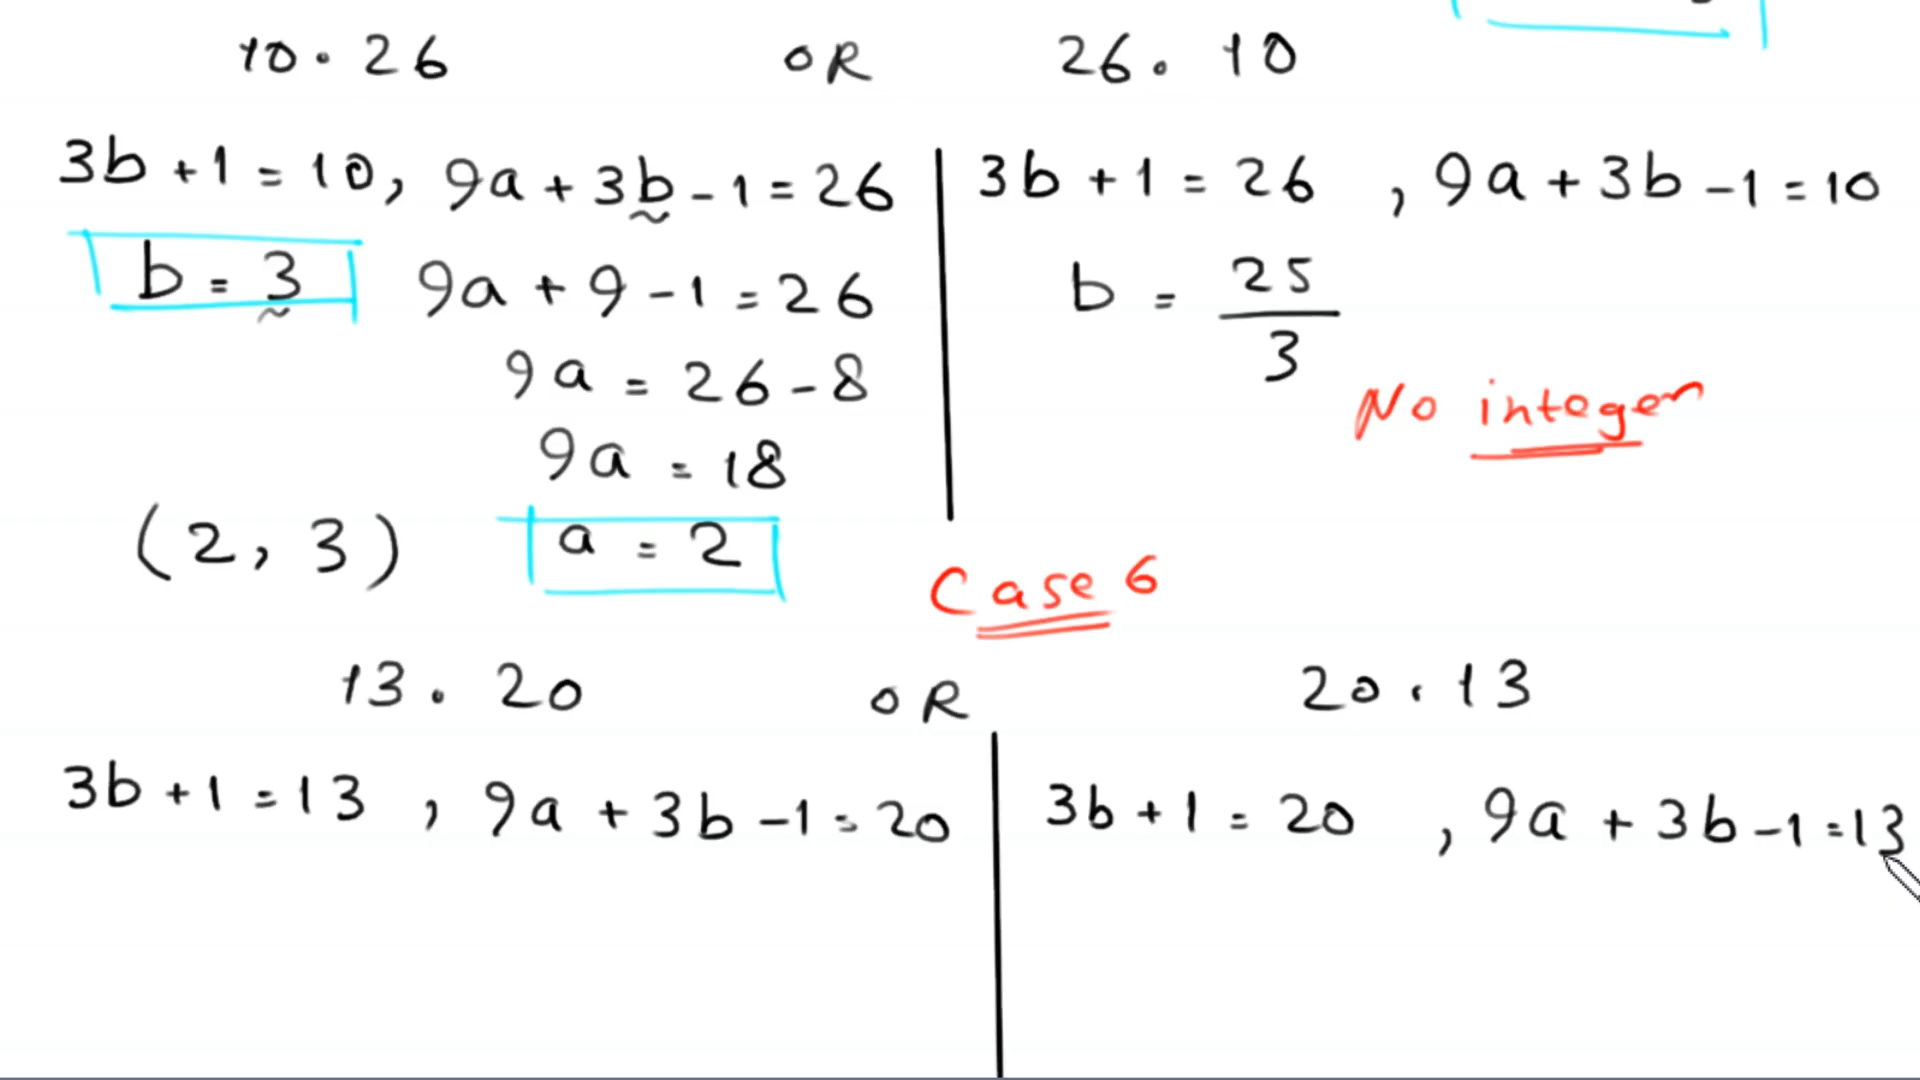 10 . 26 OR 26 . 10
3b + 1 = 10, 9a + 3b - 1 = 26
b = 3 9a + 9 - 1 = 26
9a = 26 - 8
9a = 18
(2, 3) a = 2
3b + 1 = 26 , 9a + 3b - 1 = 10
b = 25/3
No integer
Case 6
13 . 20 OR 20 . 13
3b + 1 = 13 , 9a + 3b - 1 = 20
3b + 1 = 20 , 9a + 3b - 1 = 13